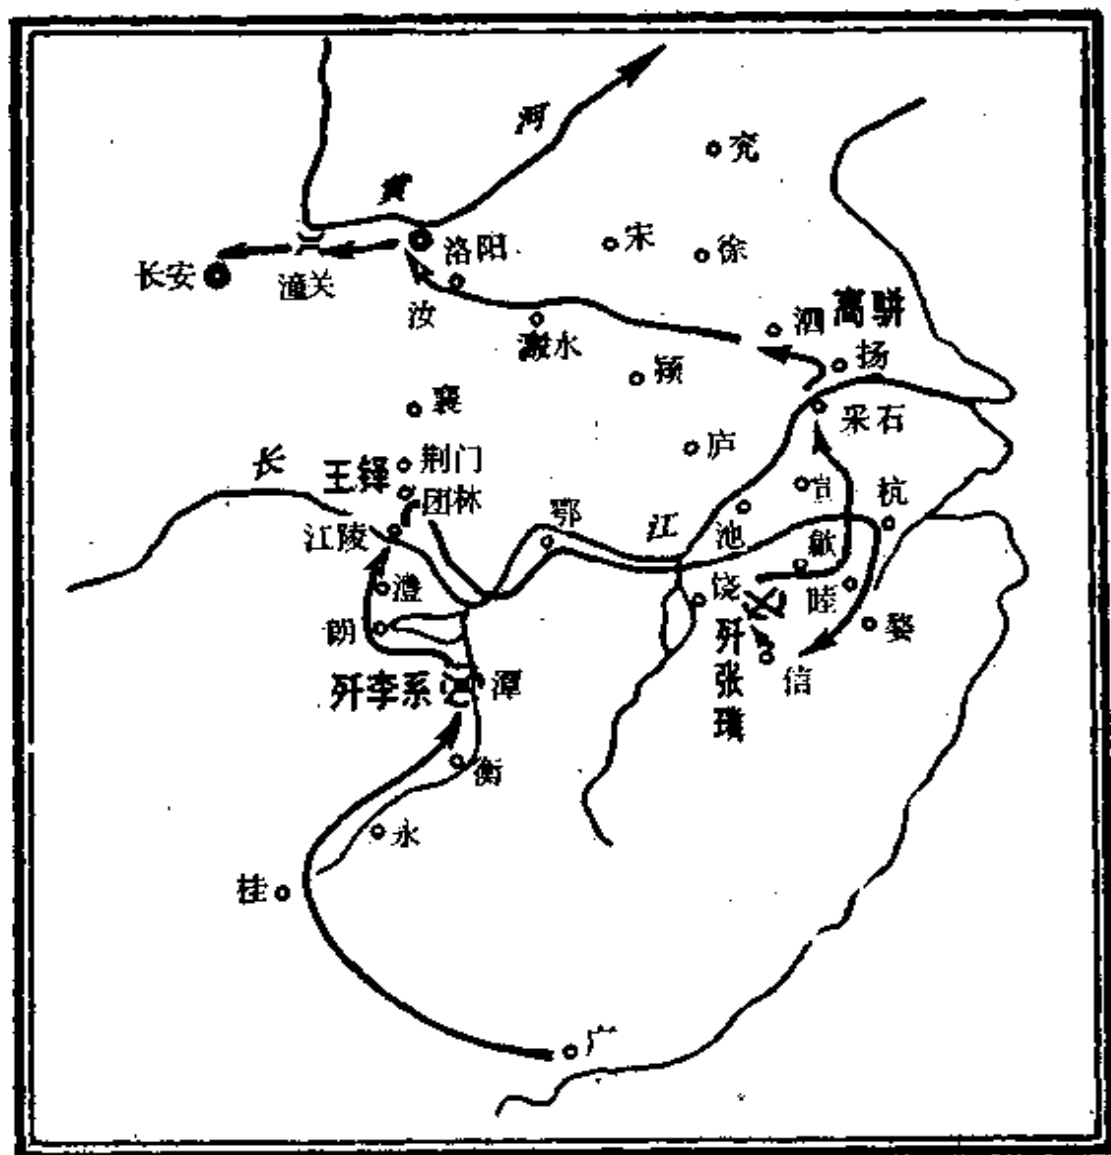 河
兖
黄
宋
徐
洛阳
长安
潼关
汝
泗
高骈
溵水
扬
颍
襄
采石
长
荆门
王铎
团林
庐
宣
杭
江陵
鄂
江
池
歙
澧
饶
睦
朗
婺
歼张璘
信
歼李系
潭
衡
永
桂
广